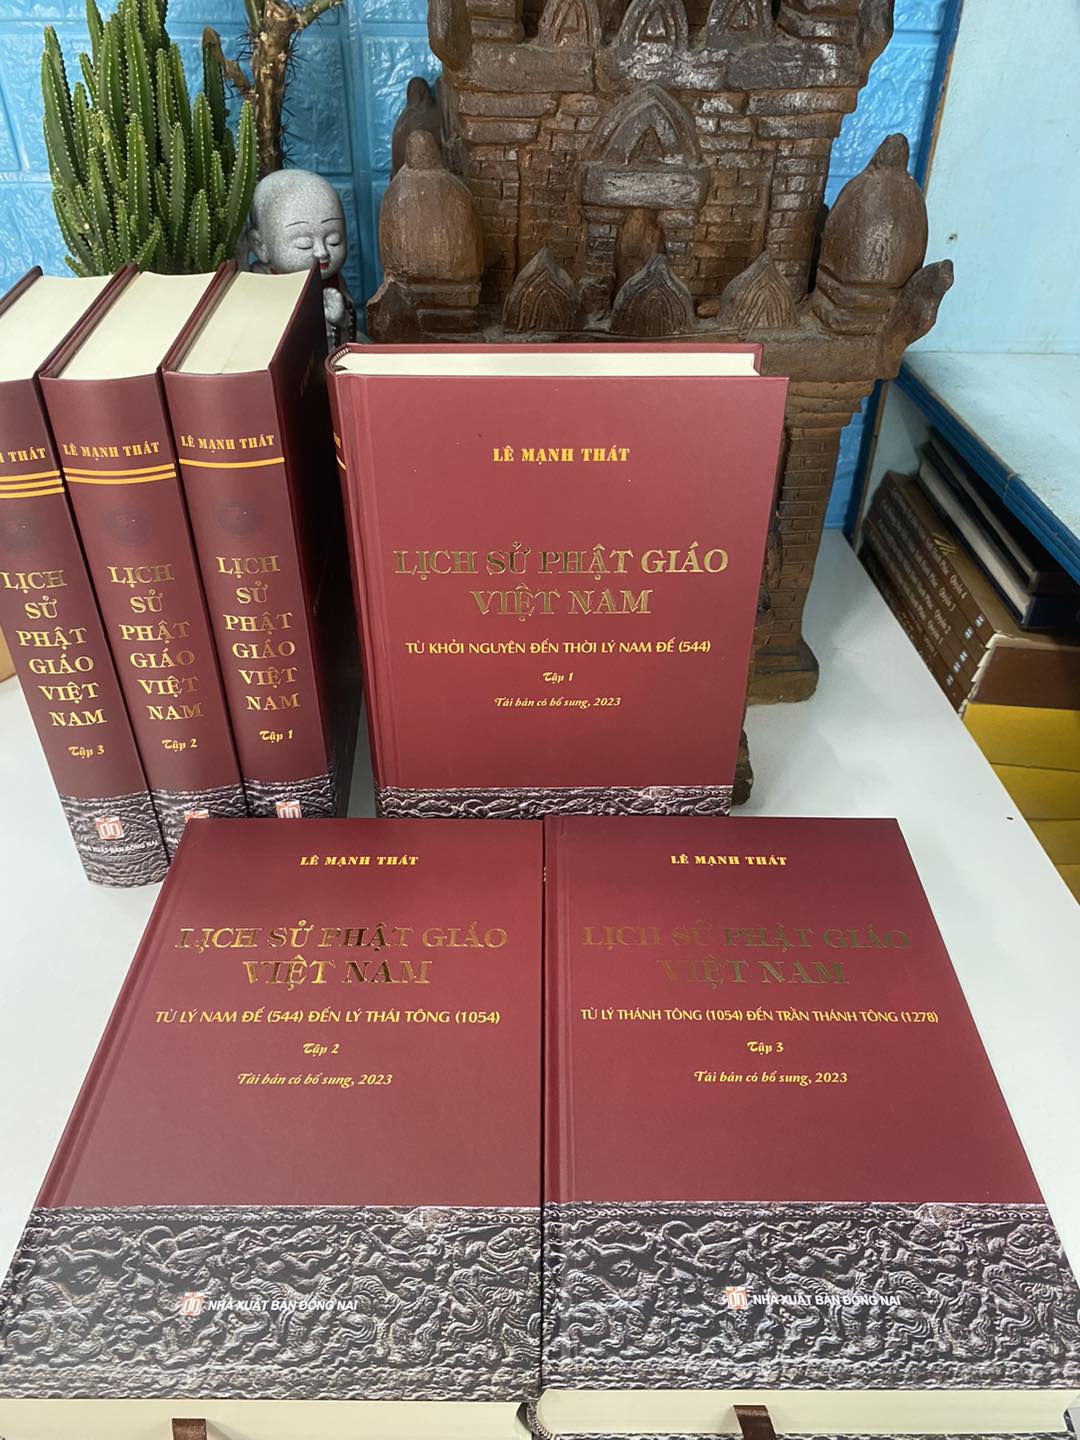 H THÁT
LỊCH
SỬ
PHẬT
GIÁO
VIỆT
NAM
Tập 3
NHÀ XUẤT BẢN ĐỒNG NAI
LÊ MẠNH THÁT
LỊCH
SỬ
PHẬT
GIÁO
VIỆT
NAM
Tập 2
LÊ MẠNH THÁT
LỊCH
SỬ
PHẬT
GIÁO
VIỆT
NAM
Tập 1
LÊ MẠNH THÁT
LỊCH SỬ PHẬT GIÁO
VIỆT NAM
TỪ KHỞI NGUYÊN ĐẾN THỜI LÝ NAM ĐẾ (544)
Tập 1
Tái bản có bổ sung, 2023
LÊ MẠNH THÁT
LỊCH SỬ PHẬT GIÁO
VIỆT NAM
TỪ LÝ NAM ĐẾ (544) ĐẾN LÝ THÁI TÔNG (1054)
Tập 2
Tái bản có bổ sung, 2023
NHÀ XUẤT BẢN ĐỒNG NAI
LÊ MẠNH THÁT
LỊCH SỬ PHẬT GIÁO
VIỆT NAM
TỪ LÝ THÁNH TÔNG (1054) ĐẾN TRẦN THÁNH TÔNG (1278)
Tập 3
Tái bản có bổ sung, 2023
NHÀ XUẤT BẢN ĐỒNG NAI